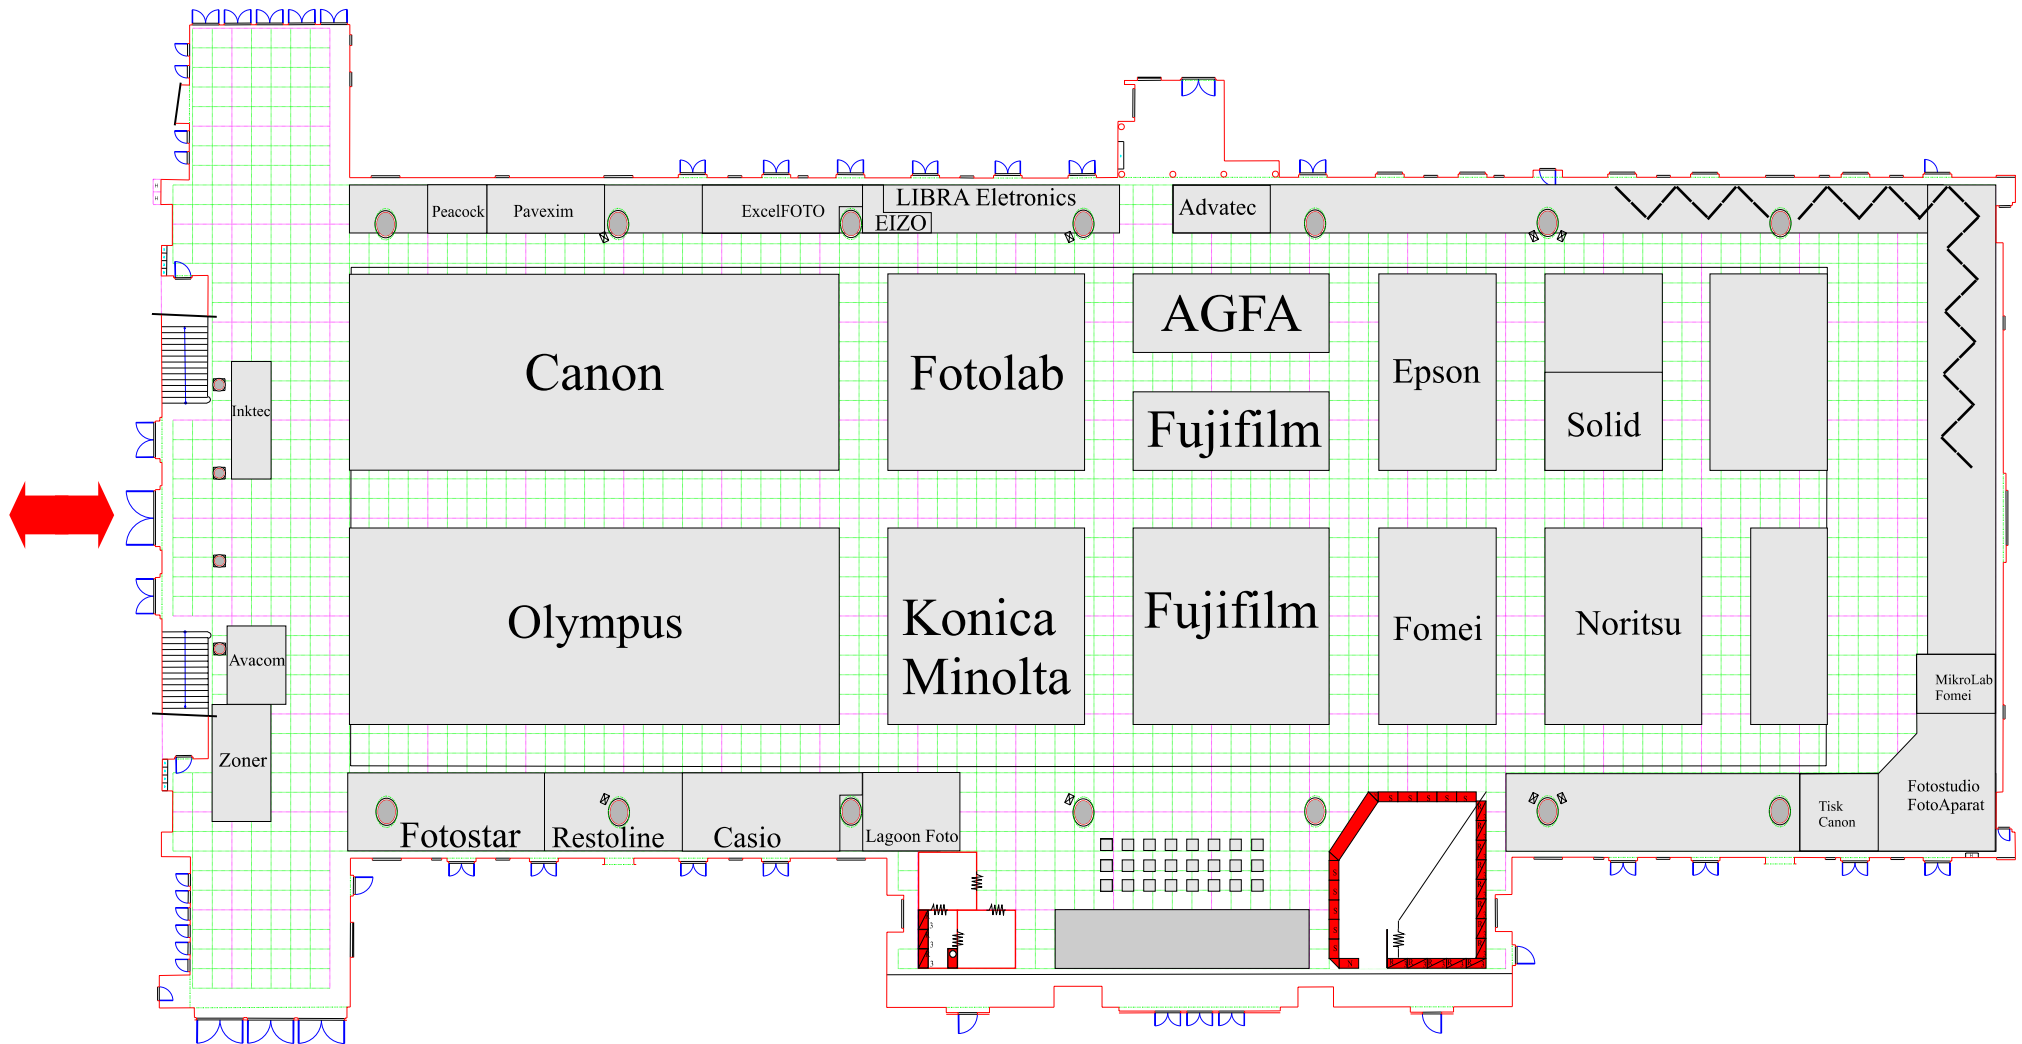 Peacock
Pavexim
ExcelFOTO
LIBRA Eletronics
EIZO
Advatec
Canon
Fotolab
AGFA
Fujifilm
Epson
Solid
Inktec
Olympus
Konica
Minolta
Fujifilm
Fomei
Noritsu
Avacom
Zoner
MikroLab
Fomei
Fotostar
Restoline
Casio
Lagoon Foto
Tisk
Canon
Fotostudio
FotoAparat